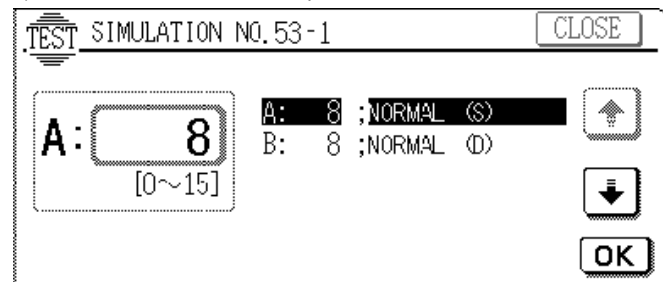 TEST SIMULATION NO.53-1 CLOSE
A: 8 [0~15]
A: 8 ;NORMAL (S)
B: 8 ;NORMAL (D)
OK